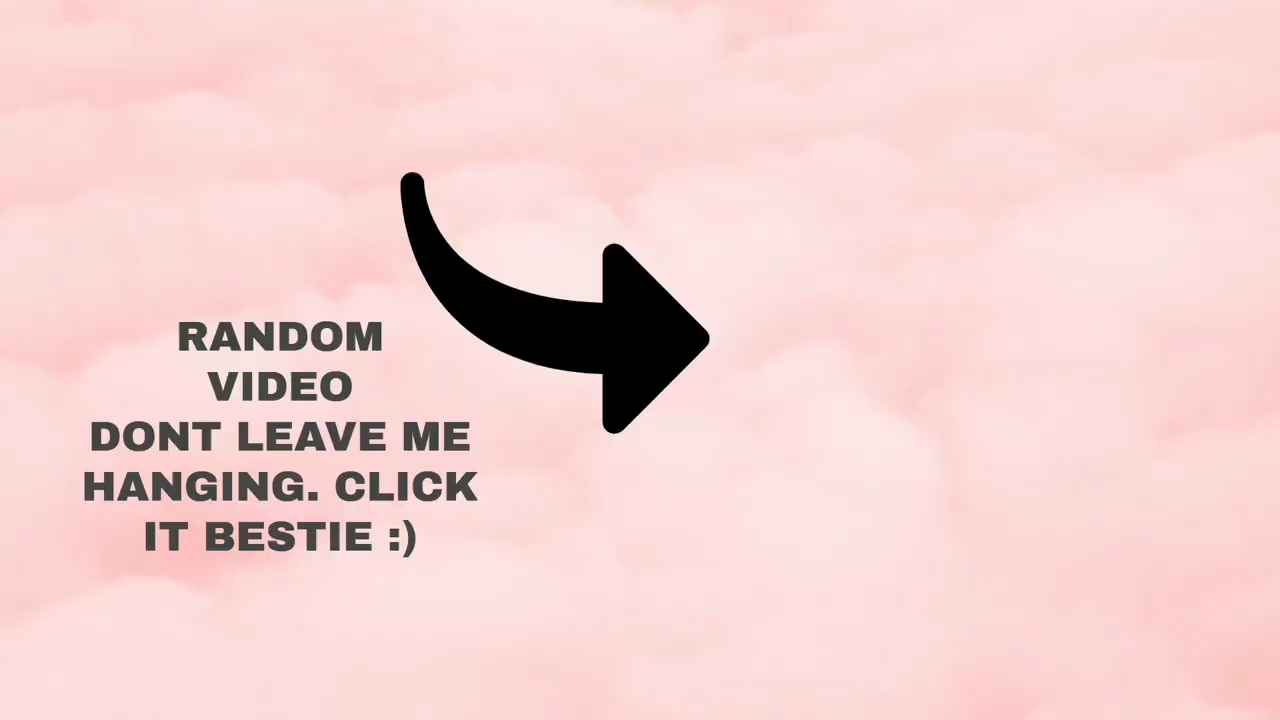 RANDOM
VIDEO
DONT LEAVE ME
HANGING. CLICK
IT BESTIE :)